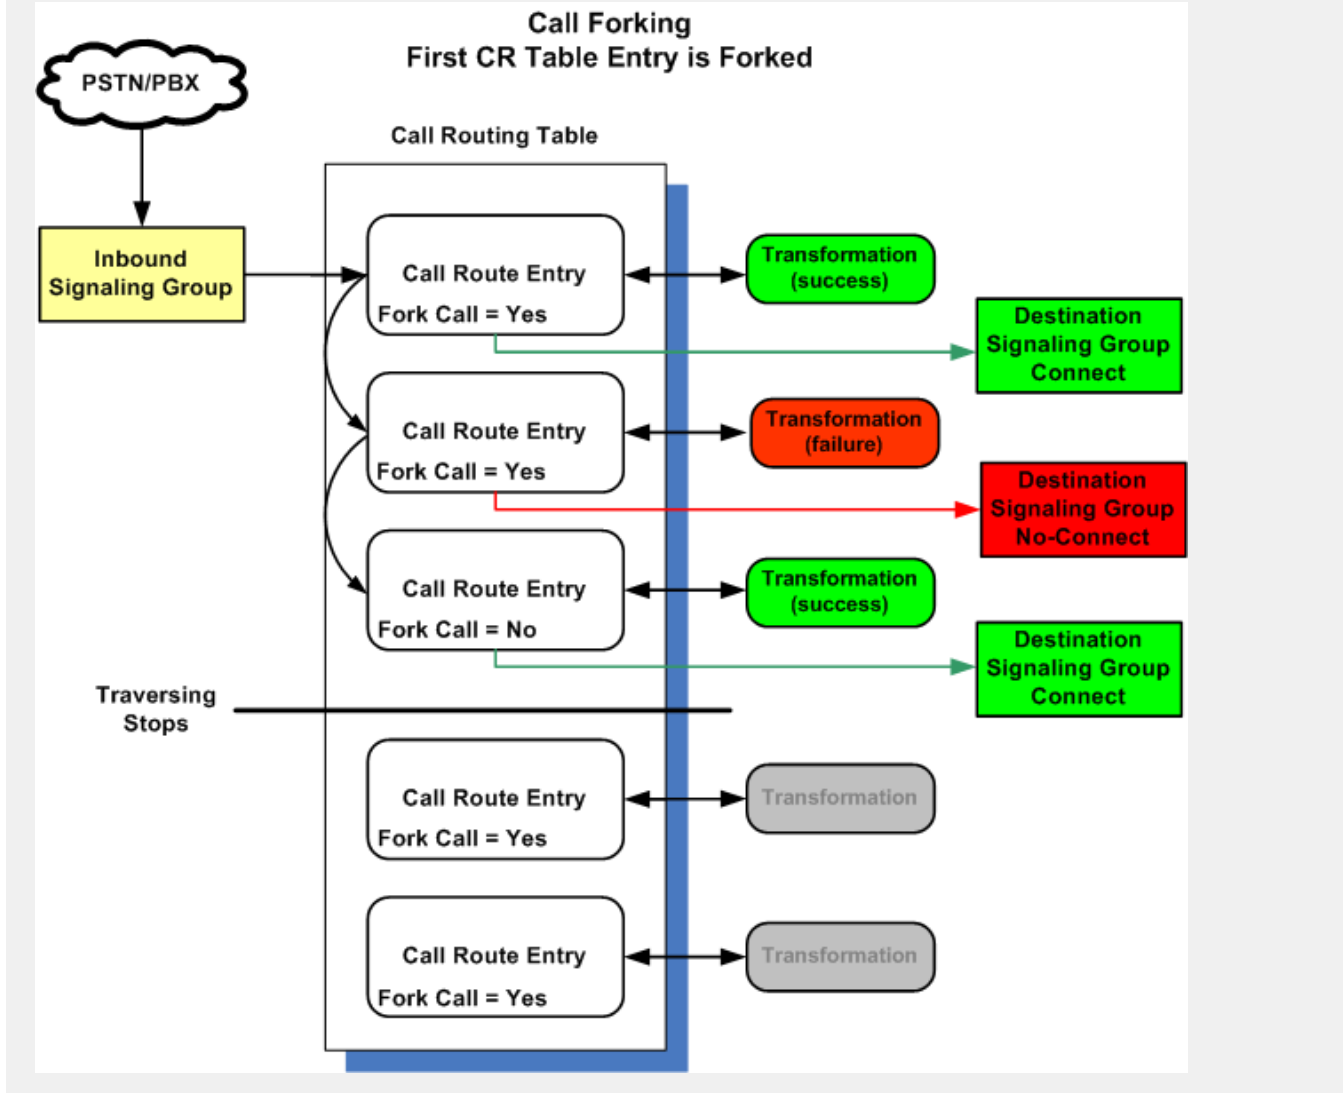 Call Forking
First CR Table Entry is Forked
PSTN/PBX
Call Routing Table
Inbound
Signaling Group
Call Route Entry
Fork Call = Yes
Transformation
(success)
Destination
Signaling Group
Connect
Call Route Entry
Fork Call = Yes
Transformation
(failure)
Destination
Signaling Group
No-Connect
Call Route Entry
Fork Call = No
Transformation
(success)
Destination
Signaling Group
Connect
Traversing
Stops
Call Route Entry
Fork Call = Yes
Transformation
Call Route Entry
Fork Call = Yes
Transformation